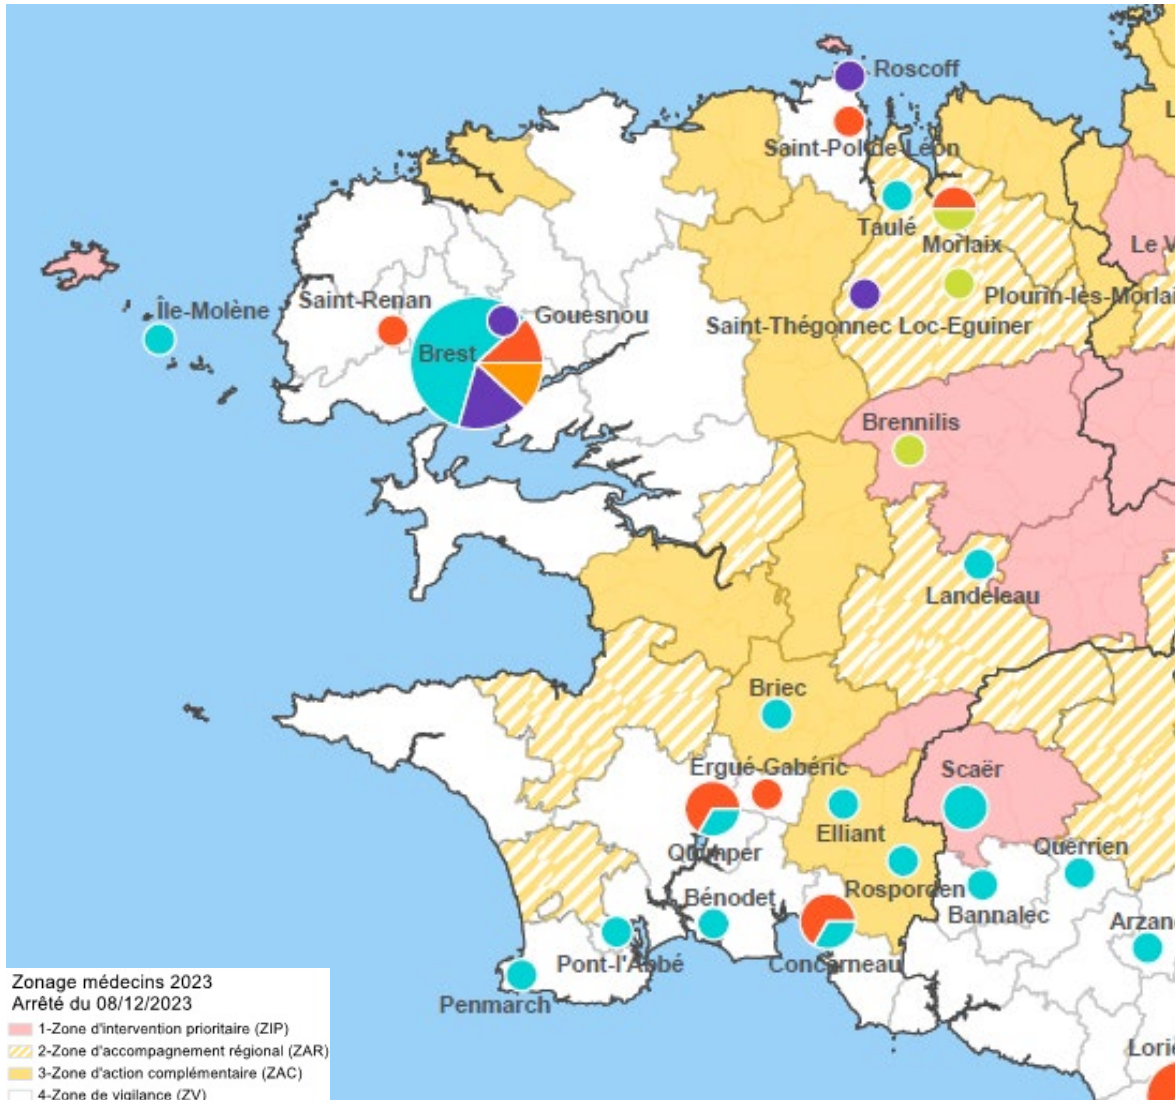 Roscoff
L
Saint-Pol-de-Léon
Taulé
Morlaix
Le V
Île-Molène
Saint-Renan
Gouesnou
Plourin-lès-Morlai
Saint-Thégonnec Loc-Eguiner
Brest
Brennilis
Landeleau
Briec
Ergué-Gabéric
Scaër
Elliant
Quimper
Querrien
Rosporden
Bénodet
Bannalec
Arzan
Pont-l'Abbé
Concarneau
Penmarch
Lorie
Zonage médecins 2023
Arrêté du 08/12/2023
1-Zone d'intervention prioritaire (ZIP)
2-Zone d'accompagnement régional (ZAR)
3-Zone d'action complémentaire (ZAC)
4-Zone de vigilance (ZV)